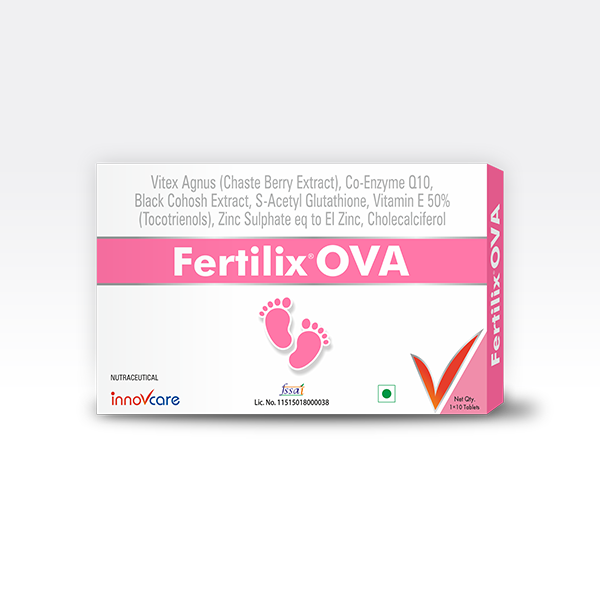 Vitex Agnus (Chaste Berry Extract), Co-Enzyme Q10,
Black Cohosh Extract, S-Acetyl Glutathione, Vitamin E 50%
(Tocotrienols), Zinc Sulphate eq to El Zinc, Cholecalciferol
Fertilix® OVA
Fertilix OVA
NUTRACEUTICAL
innovcare
fssai
Lic. No. 11515018000038
Net Qty.
1×10 Tablets